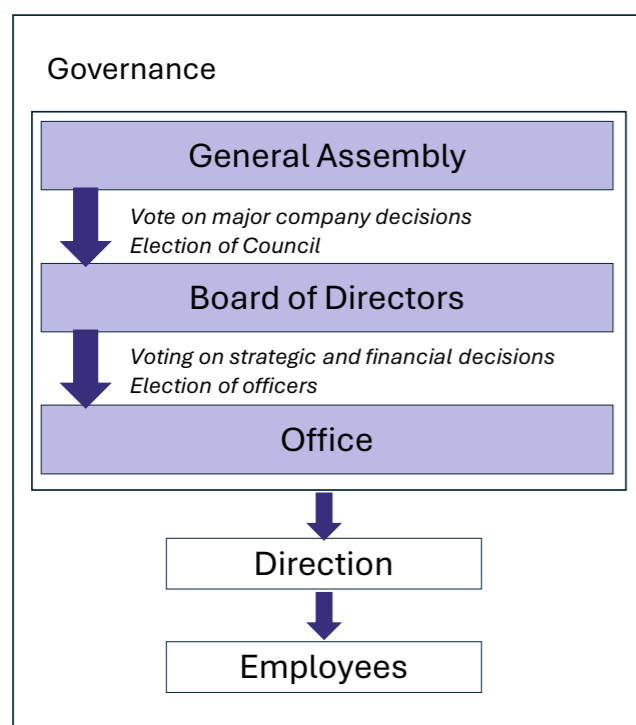 Governance
General Assembly
Vote on major company decisions
Election of Council
Board of Directors
Voting on strategic and financial decisions
Election of officers
Office
Direction
Employees